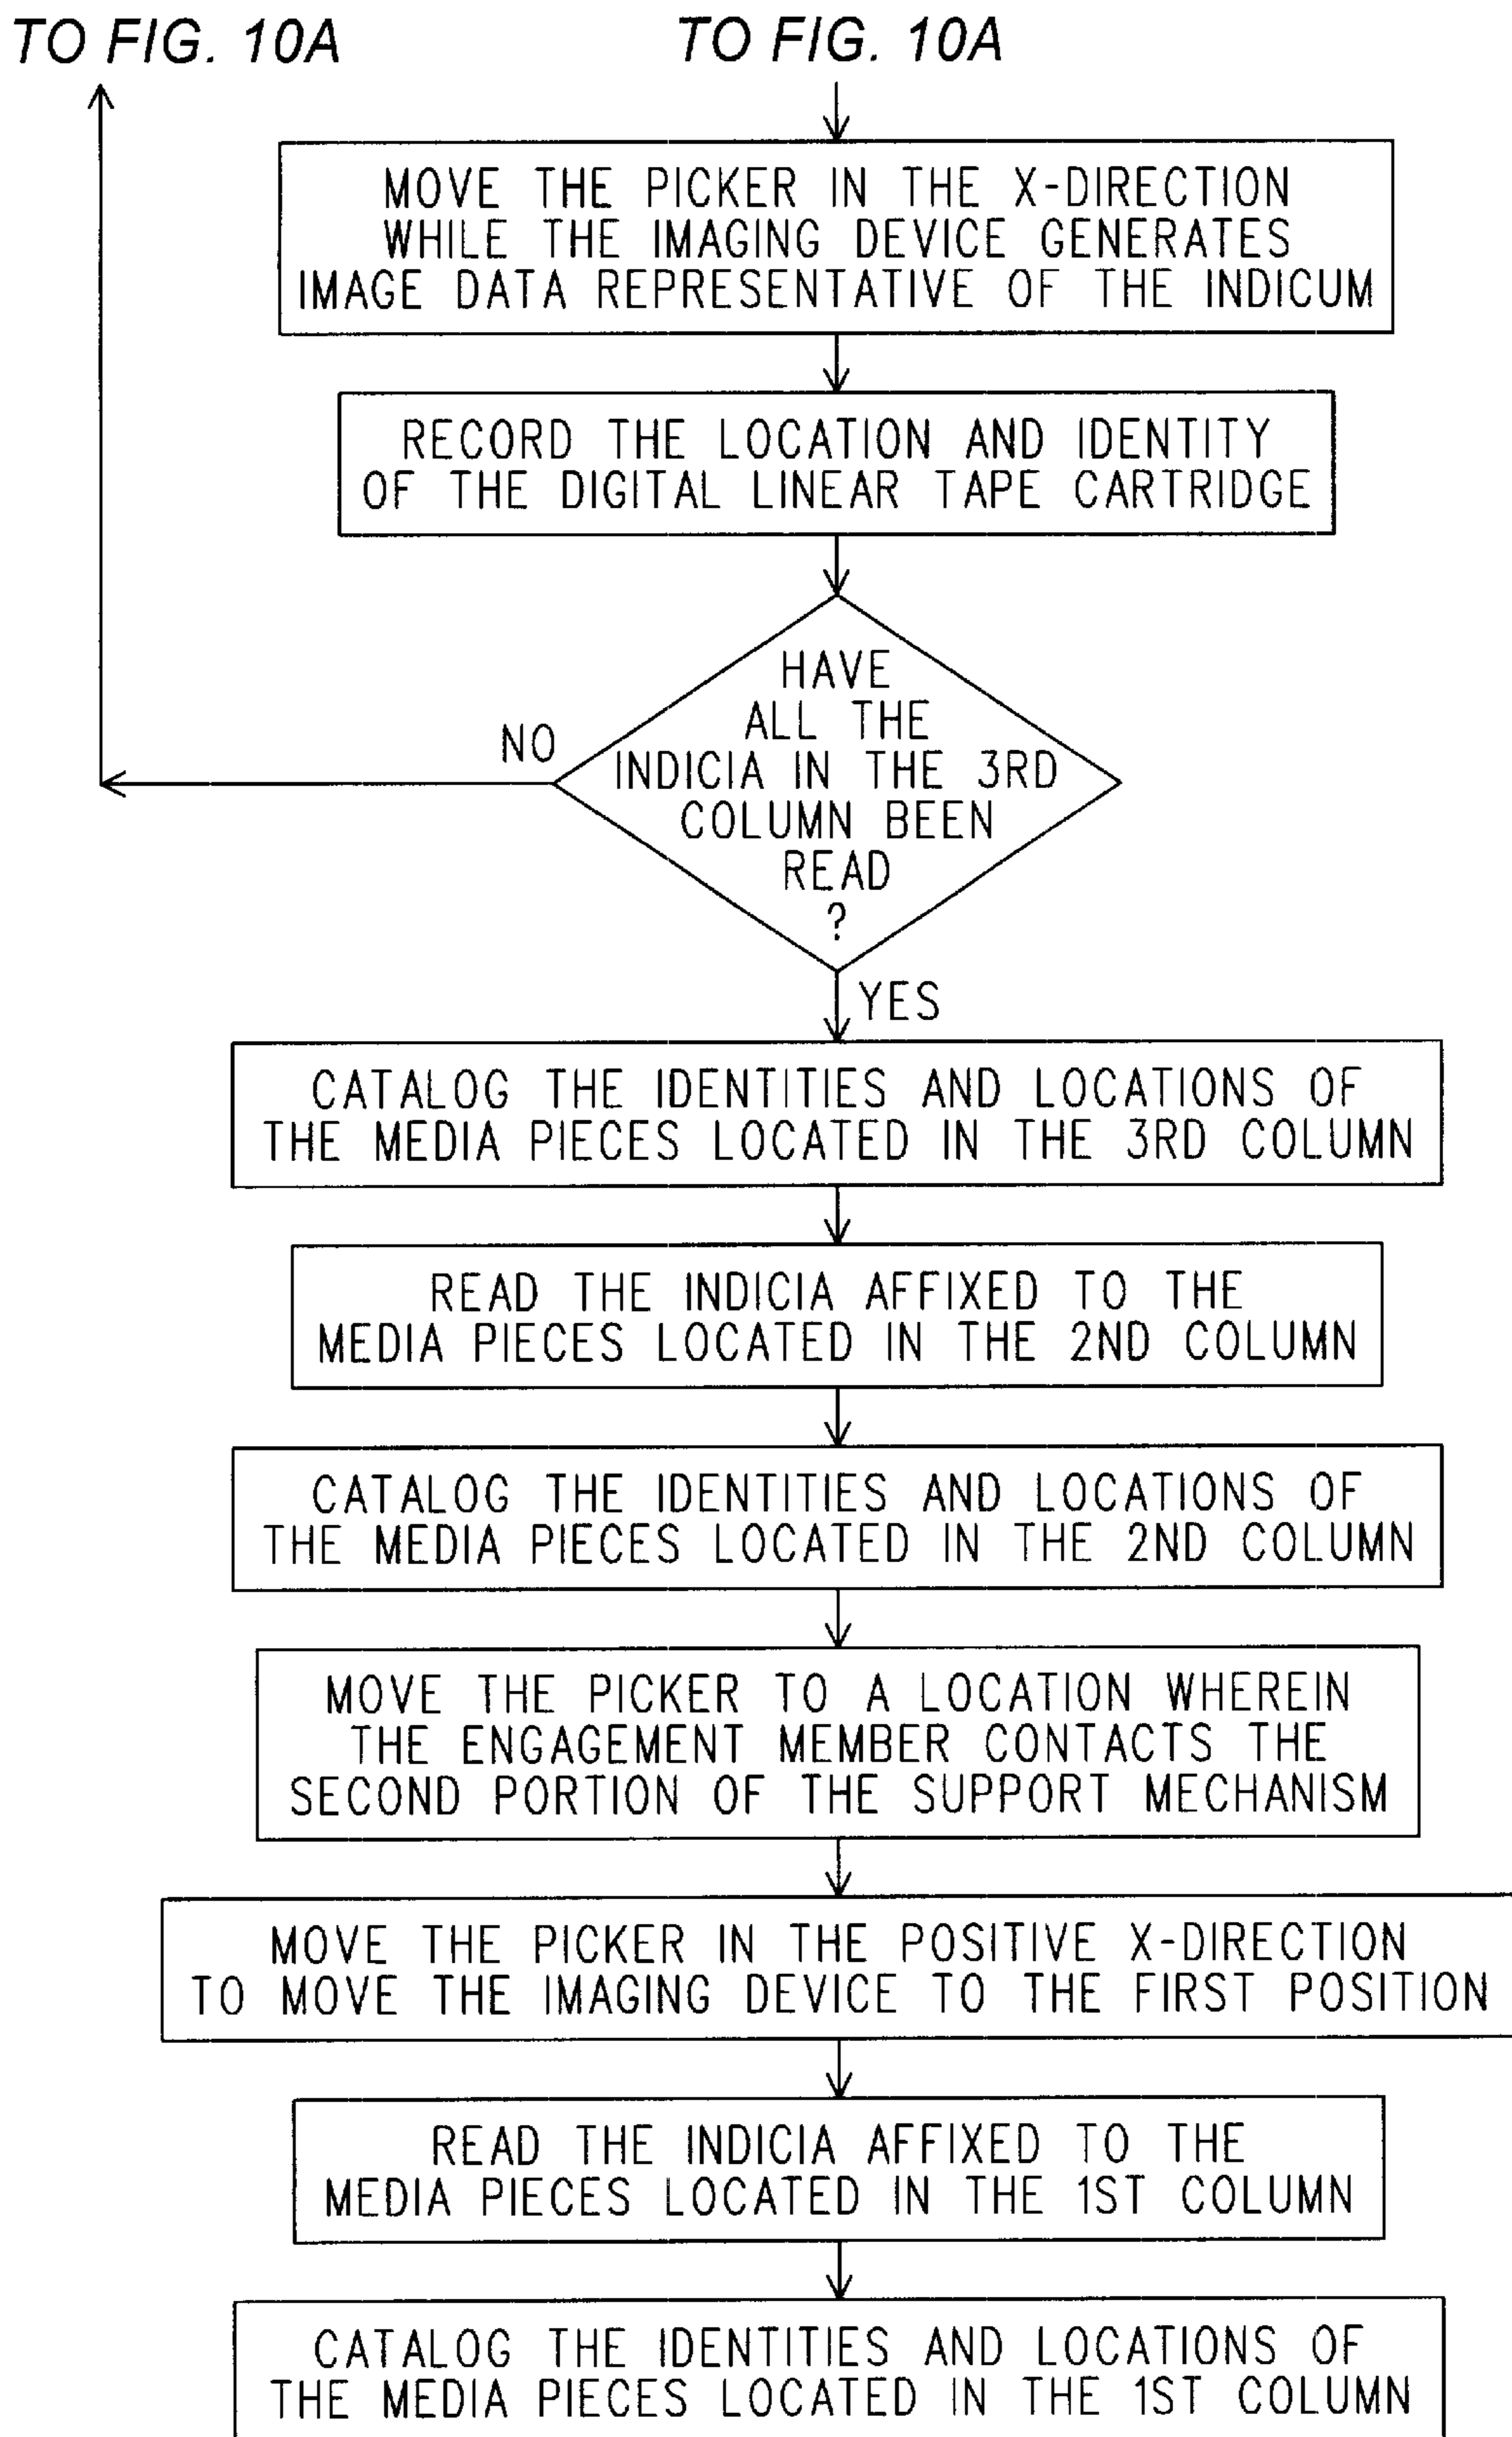 TO FIG. 10A
TO FIG. 10A
MOVE THE PICKER IN THE X-DIRECTION
WHILE THE IMAGING DEVICE GENERATES
IMAGE DATA REPRESENTATIVE OF THE INDICUM
RECORD THE LOCATION AND IDENTITY
OF THE DIGITAL LINEAR TAPE CARTRIDGE
HAVE
ALL THE
INDICIA IN THE 3RD
COLUMN BEEN
READ
?
NO
YES
CATALOG THE IDENTITIES AND LOCATIONS OF
THE MEDIA PIECES LOCATED IN THE 3RD COLUMN
READ THE INDICIA AFFIXED TO THE
MEDIA PIECES LOCATED IN THE 2ND COLUMN
CATALOG THE IDENTITIES AND LOCATIONS OF
THE MEDIA PIECES LOCATED IN THE 2ND COLUMN
MOVE THE PICKER TO A LOCATION WHEREIN
THE ENGAGEMENT MEMBER CONTACTS THE
SECOND PORTION OF THE SUPPORT MECHANISM
MOVE THE PICKER IN THE POSITIVE X-DIRECTION
TO MOVE THE IMAGING DEVICE TO THE FIRST POSITION
READ THE INDICIA AFFIXED TO THE
MEDIA PIECES LOCATED IN THE 1ST COLUMN
CATALOG THE IDENTITIES AND LOCATIONS OF
THE MEDIA PIECES LOCATED IN THE 1ST COLUMN